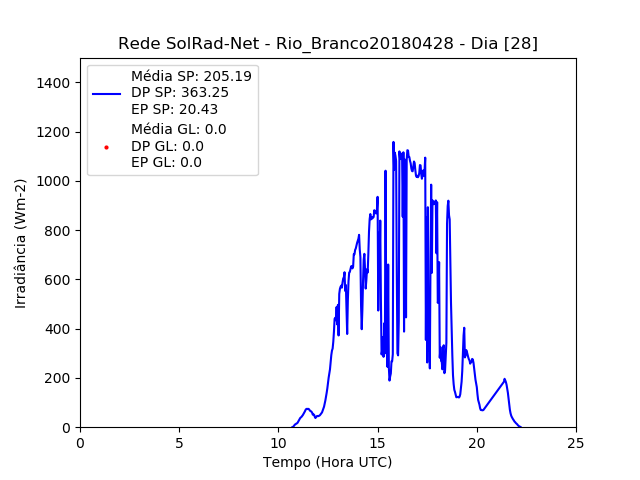 Rede SolRad-Net - Rio_Branco20180428 - Dia [28]
Média SP: 205.19
DP SP: 363.25
EP SP: 20.43
Média GL: 0.0
DP GL: 0.0
EP GL: 0.0
Irradiância (Wm-2)
1400
1200
1000
800
600
400
200
0
0 5 10 15 20 25
Tempo (Hora UTC)